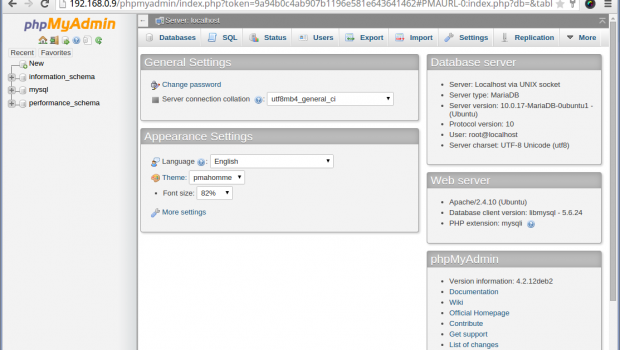 192.168.0.9/phpmyadmin/index.php?token=9a94b0c4ab907b1196e581e643641462#PMAURL-0:index.php?db=&tabl
phpMyAdmin
Recent Favorites
New
information_schema
mysql
performance_schema
Server: localhost
Databases SQL Status Users Export Import Settings Replication More
General Settings
Change password
Server connection collation : utf8mb4_general_ci
Appearance Settings
Language : English
Theme: pmahomme
Font size: 82%
More settings
Database server
Server: Localhost via UNIX socket
Server type: MariaDB
Server version: 10.0.17-MariaDB-0ubuntu1 -
(Ubuntu)
Protocol version: 10
User: root@localhost
Server charset: UTF-8 Unicode (utf8)
Web server
Apache/2.4.10 (Ubuntu)
Database client version: libmysql - 5.6.24
PHP extension: mysqli
phpMyAdmin
Version information: 4.2.12deb2
Documentation
Wiki
Official Homepage
Contribute
Get support
List of changes